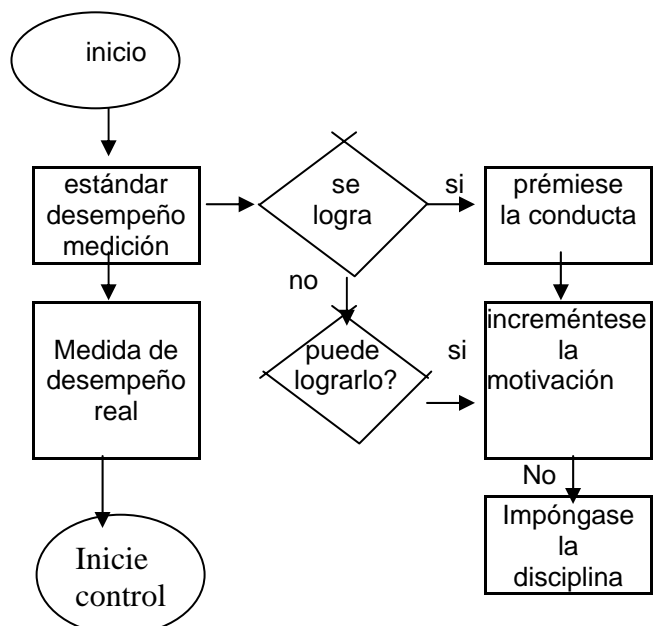 inicio
estándar
desempeño
medición
se
logra
si
prémiese
la conducta
no
Medida de
desempeño
real
puede
lograrlo?
si
increméntese
la
motivación
No
Inicie
control
Impóngase
la
disciplina